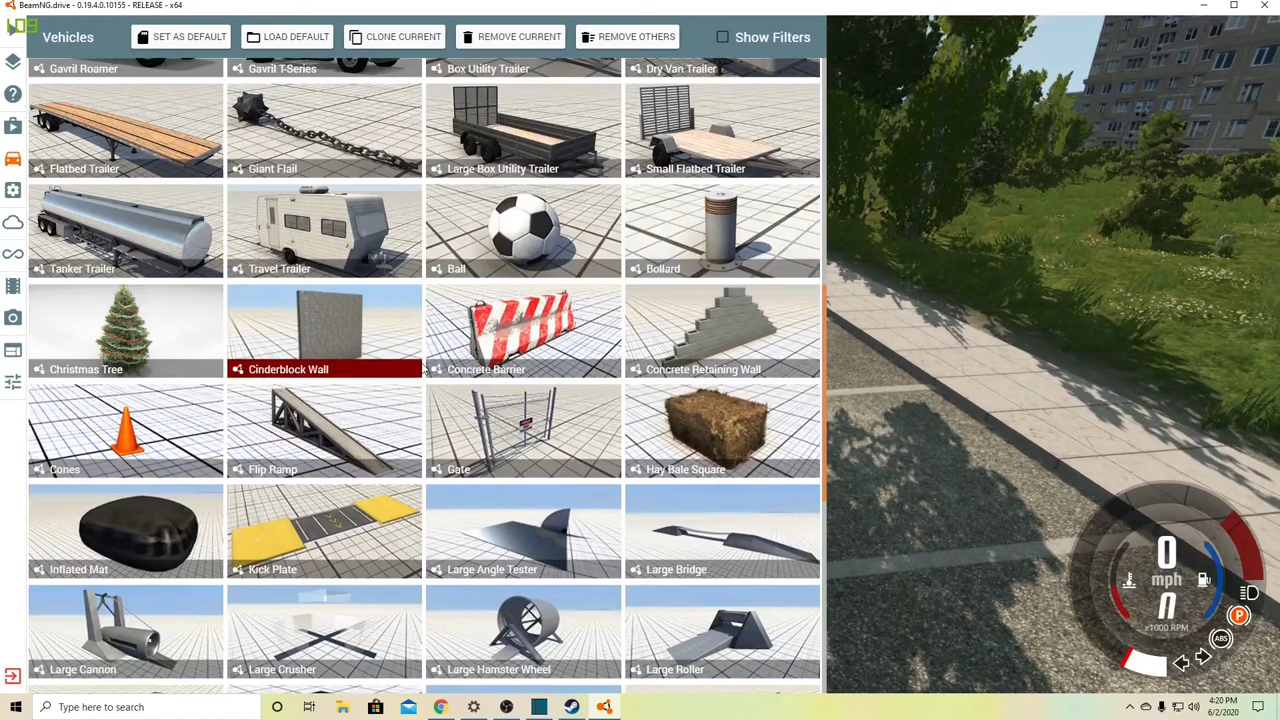 BeamNG.drive - 0.19.4.0.10155 - RELEASE - x64
Vehicles
SET AS DEFAULT
LOAD DEFAULT
CLONE CURRENT
REMOVE CURRENT
REMOVE OTHERS
Show Filters
Gavril Roamer
Gavril T-Series
Box Utility Trailer
Dry Van Trailer
Flatbed Trailer
Giant Flail
Large Box Utility Trailer
Small Flatbed Trailer
Tanker Trailer
Travel Trailer
Ball
Bollard
Christmas Tree
Cinderblock Wall
Concrete Barrier
Concrete Retaining Wall
Cones
Flip Ramp
Gate
Hay Bale Square
Inflated Mat
Kick Plate
Large Angle Tester
Large Bridge
Large Cannon
Large Crusher
Large Hamster Wheel
Large Roller
0
mph
n
x1000 RPM
P
ABS
Type here to search
4:20 PM
6/2/2020